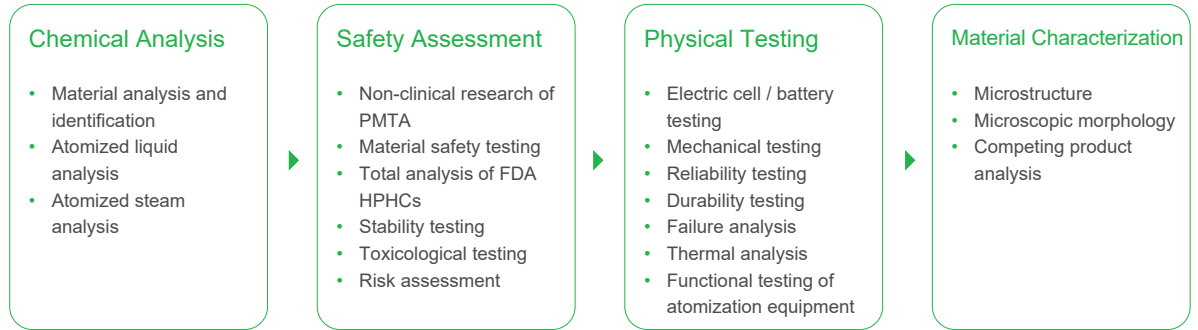 Chemical Analysis
• Material analysis and
identification
• Atomized liquid
analysis
• Atomized steam
analysis
Safety Assessment
• Non-clinical research of
PMTA
• Material safety testing
• Total analysis of FDA
HPHCs
• Stability testing
• Toxicological testing
• Risk assessment
Physical Testing
• Electric cell / battery
testing
• Mechanical testing
• Reliability testing
• Durability testing
• Failure analysis
• Thermal analysis
• Functional testing of
atomization equipment
Material Characterization
• Microstructure
• Microscopic morphology
• Competing product
analysis